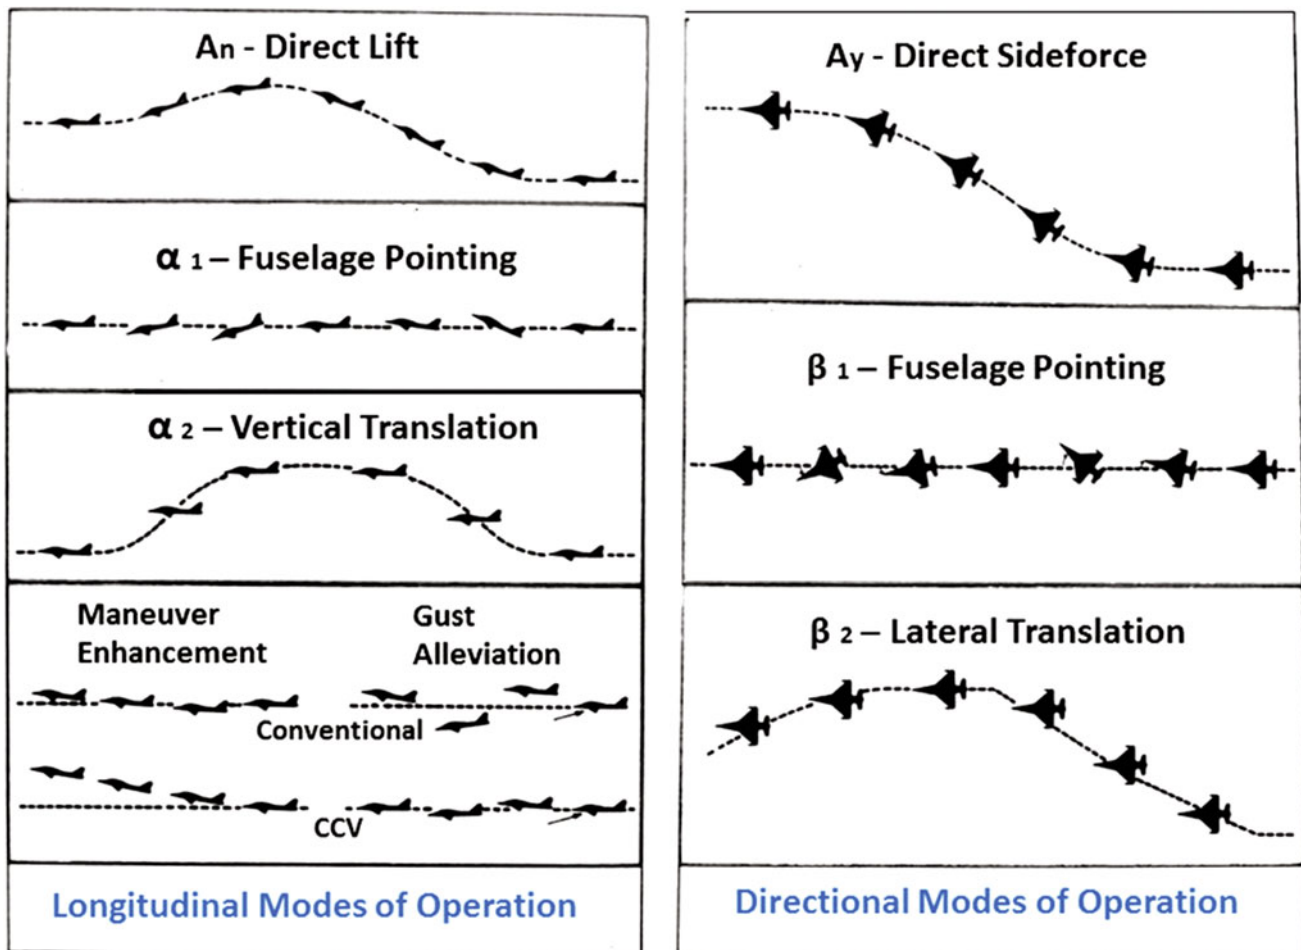 An - Direct Lift
α 1 – Fuselage Pointing
α 2 – Vertical Translation
Maneuver
Enhancement
Gust
Alleviation
Conventional
CCV
Longitudinal Modes of Operation
Ay - Direct Sideforce
β 1 – Fuselage Pointing
β 2 – Lateral Translation
Directional Modes of Operation